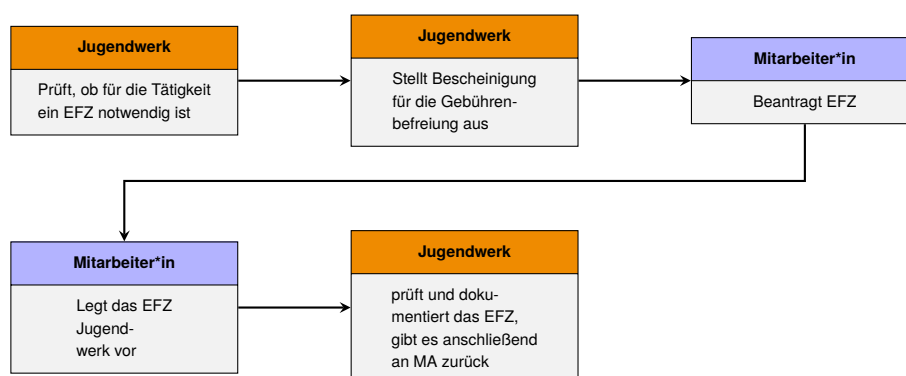 Jugendwerk
Prüft, ob für die Tätigkeit
ein EFZ notwendig ist
Jugendwerk
Stellt Bescheinigung
für die Gebühren-
befreiung aus
Mitarbeiter*in
Beantragt EFZ
Mitarbeiter*in
Legt das EFZ
Jugend-
werk vor
Jugendwerk
prüft und doku-
mentiert das EFZ,
gibt es anschließend
an MA zurück